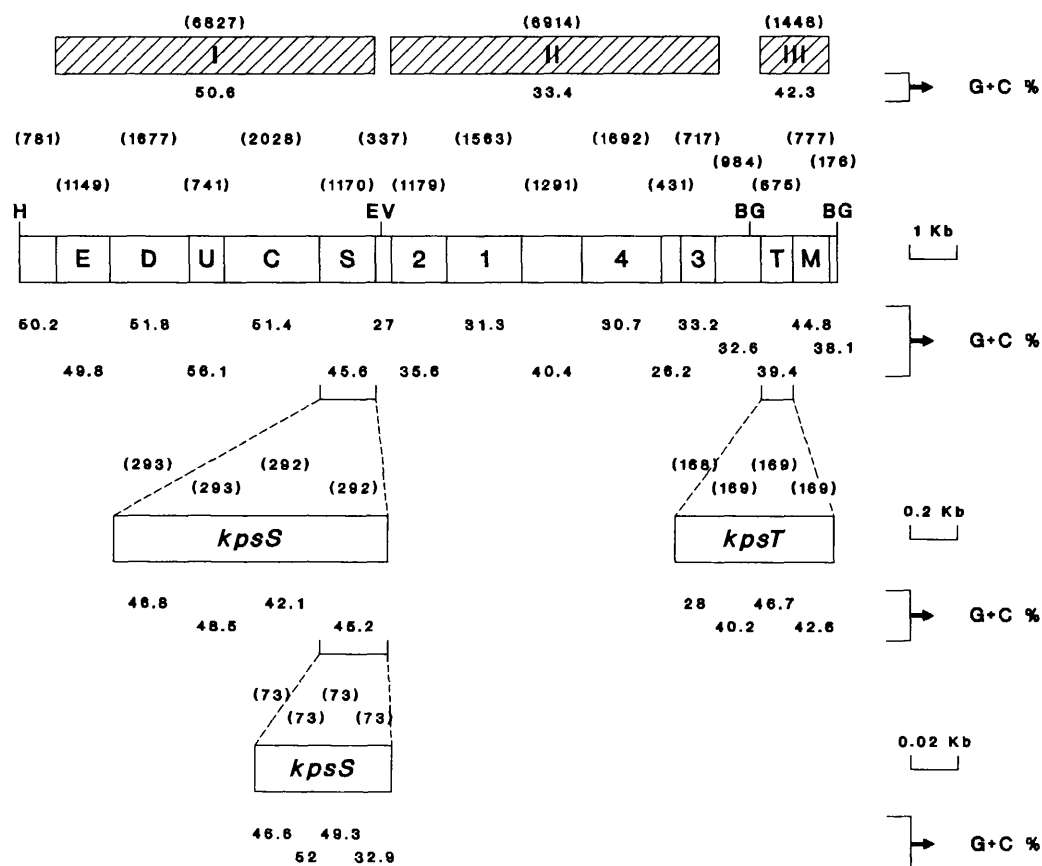 (6827) (6914) (1448)
I II III
50.6 33.4 42.3 G+C %
(781) (1677) (2028) (337) (1563) (1692) (717) (777)
(984) (176)
(1149) (741) (1170) (1179) (1291) (431) (675)
H EV BG BG
1 Kb
E D U C S 2 1 4 3 T M
50.2 51.8 51.4 27 31.3 30.7 33.2 44.8
G+C %
32.6 38.1
49.8 56.1 45.6 35.6 40.4 26.2 39.4
(293) (292) (168) (169)
(293) (292) (169) (169)
0.2 Kb
kpsS kpsT
46.8 42.1 28 46.7
G+C %
48.5 45.2 40.2 42.6
(73) (73)
(73) (73)
0.02 Kb
kpsS
46.6 49.3
G+C %
52 32.9